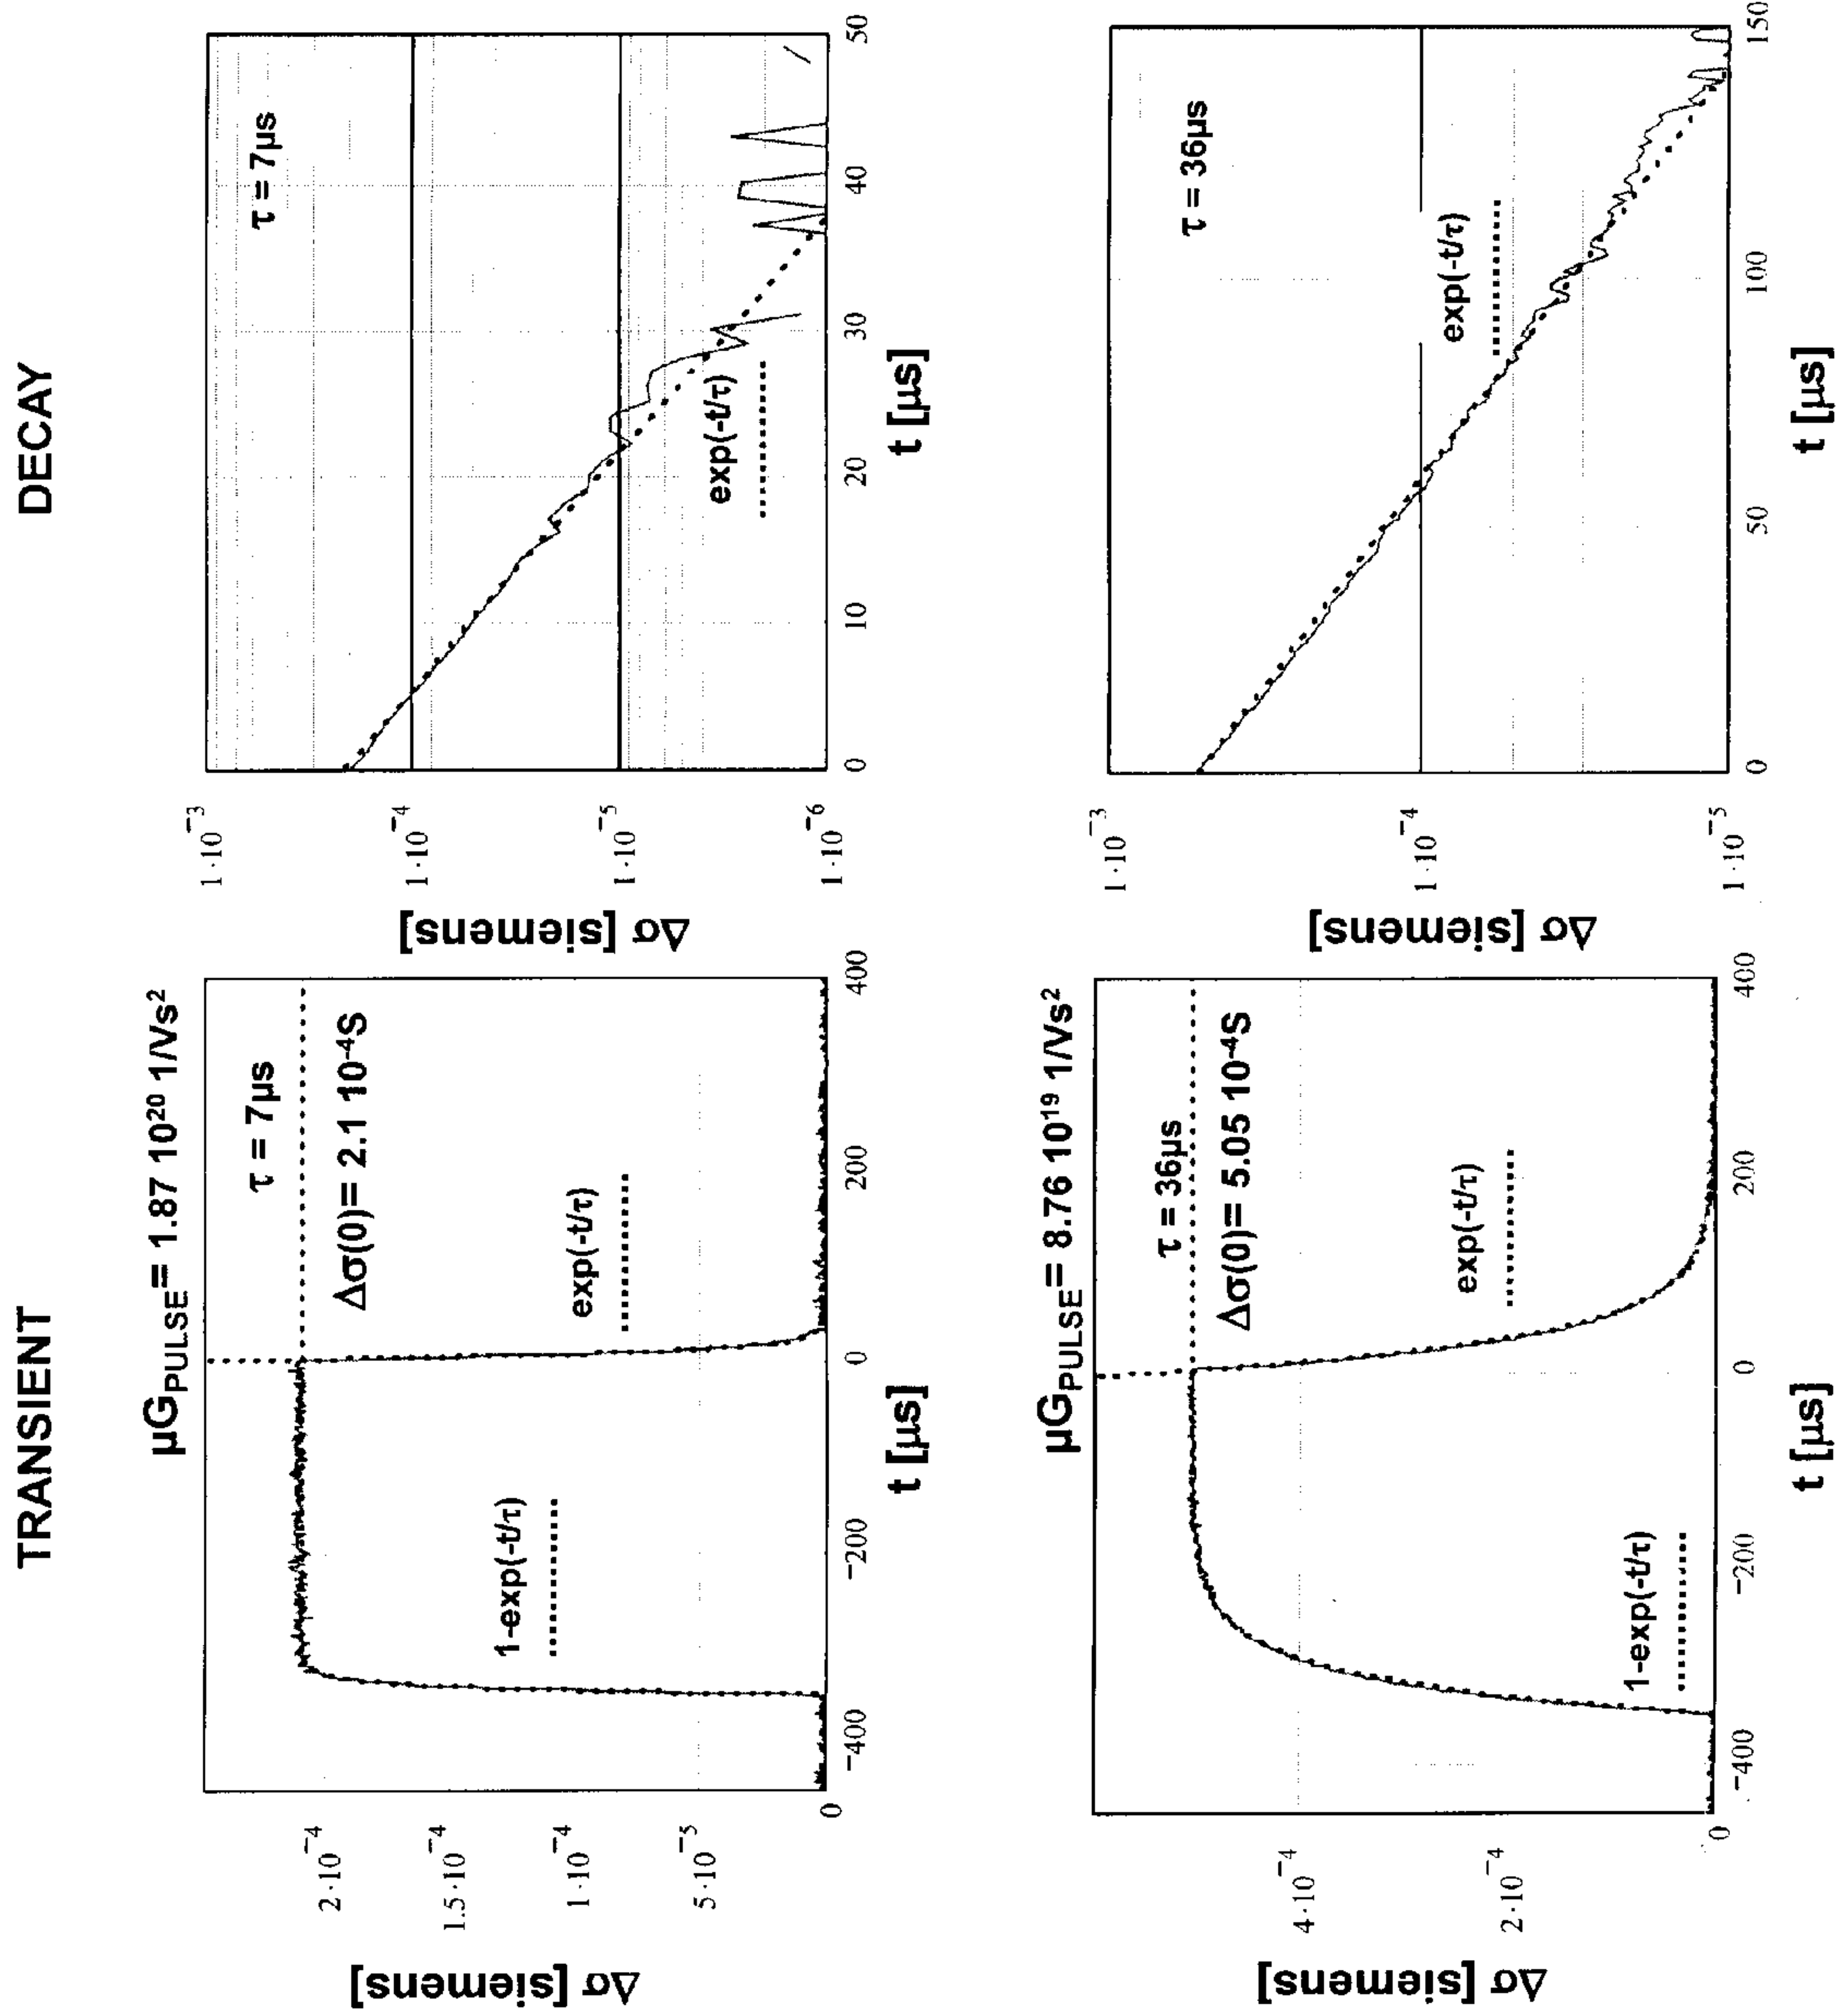 TRANSIENT
DECAY
μG_PULSE= 1.87 10^20 1/Vs^2
τ = 7μs
Δσ(0)= 2.1 10^-4S
1-exp(-t/τ)
exp(-t/τ)
Δσ [siemens]
2·10^−4
1.5·10^−4
1·10^−4
5·10^−5
0
−400
−200
0
200
400
t [μs]
τ = 7μs
exp(-t/τ)
Δσ [siemens]
1·10^−3
1·10^−4
1·10^−5
1·10^−6
0
10
20
30
40
50
t [μs]
μG_PULSE= 8.76 10^19 1/Vs^2
τ = 36μs
Δσ(0)= 5.05 10^-4S
1-exp(-t/τ)
exp(-t/τ)
Δσ [siemens]
4·10^−4
2·10^−4
0
−400
−200
0
200
400
t [μs]
τ = 36μs
exp(-t/τ)
Δσ [siemens]
1·10^−3
1·10^−4
1·10^−5
0
50
100
150
t [μs]